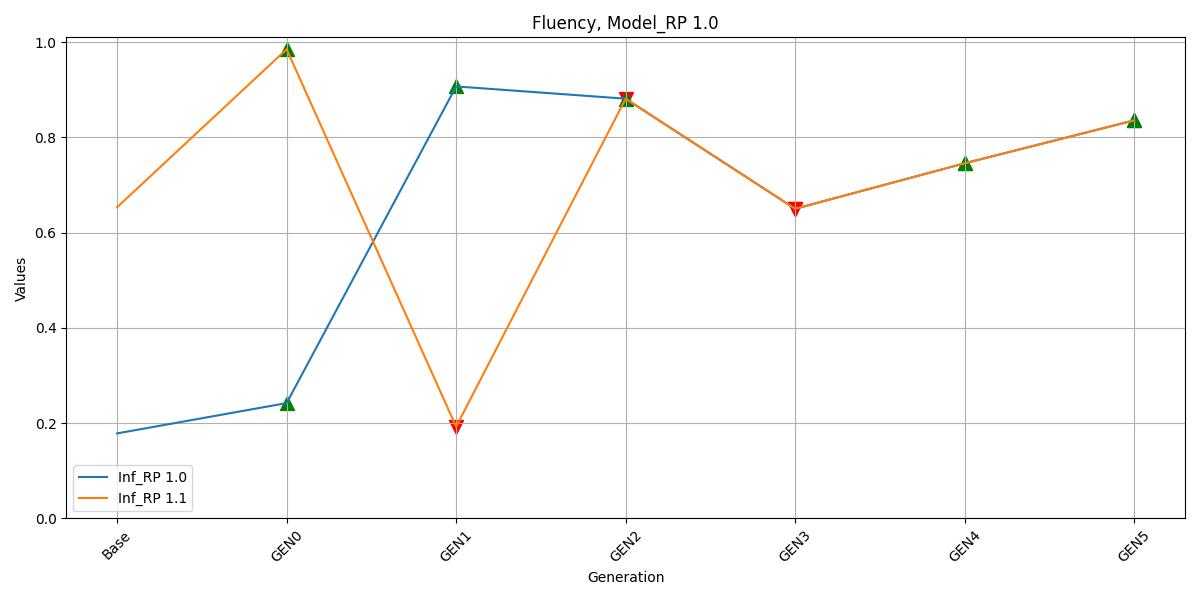 Fluency, Model_RP 1.0
1.0
0.8
0.6
0.4
0.2
0.0
Values
Inf_RP 1.0
Inf_RP 1.1
Base
GEN0
GEN1
GEN2
GEN3
GEN4
GEN5
Generation